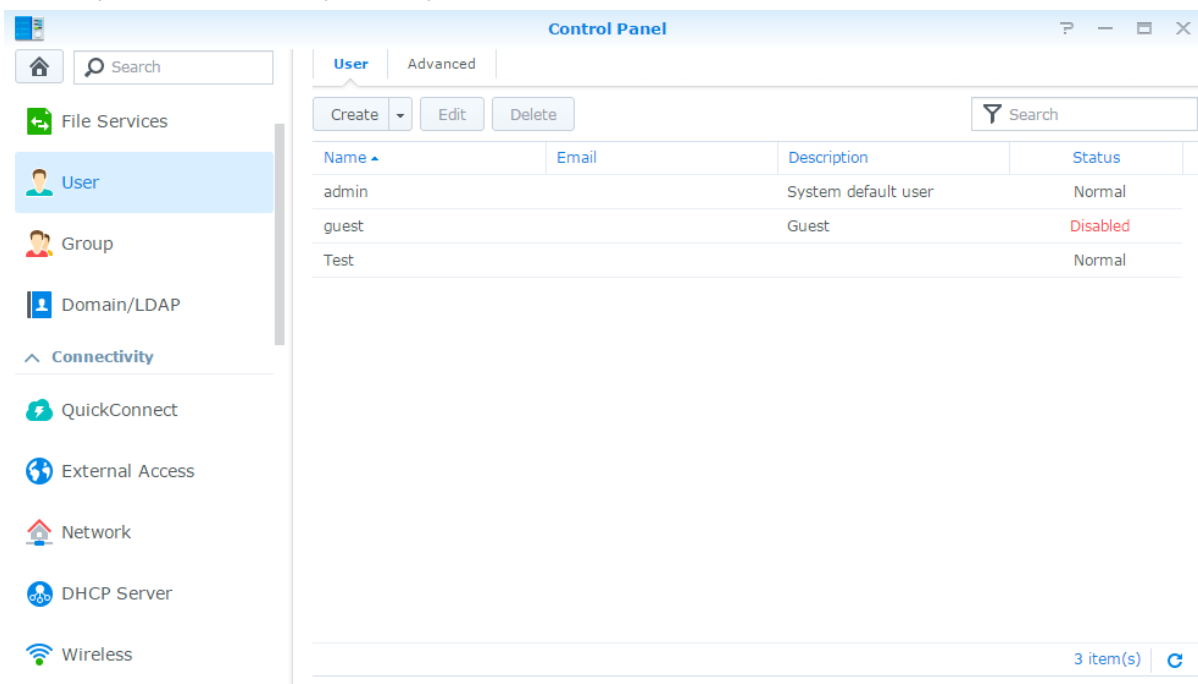 Control Panel
Search
File Services
User
Group
Domain/LDAP
Connectivity
QuickConnect
External Access
Network
DHCP Server
Wireless
User Advanced
Create Edit Delete Search
Name Email Description Status
admin System default user Normal
guest Guest Disabled
Test Normal
3 item(s)